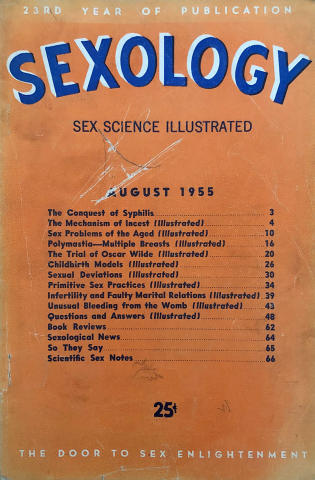 23RD YEAR OF PUBLICATION
SEXOLOGY
SEX SCIENCE ILLUSTRATED
AUGUST 1955
The Conquest of Syphilis 3
The Mechanism of Incest (Illustrated) 4
Sex Problems of the Aged (Illustrated) 10
Polymastia—Multiple Breasts (Illustrated) 16
The Trial of Oscar Wilde (Illustrated) 20
Childbirth Models (Illustrated) 26
Sexual Deviations (Illustrated) 30
Primitive Sex Practices (Illustrated) 34
Infertility and Faulty Marital Relations (Illustrated) 39
Unusual Bleeding from the Womb (Illustrated) 43
Questions and Answers (Illustrated) 48
Book Reviews 62
Sexological News 64
So They Say 65
Scientific Sex Notes 66
25¢
THE DOOR TO SEX ENLIGHTENMENT